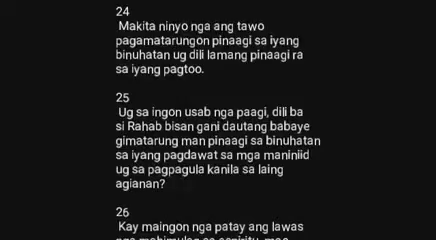 24
Makita ninyo nga ang tawo
pagamatarungon pinaagi sa iyang
binuhatan ug dili lamang pinaagi ra
sa iyang pagtoo.
25
Ug sa ingon usab nga paagi, dili ba
si Rahab bisan gani dautang babaye
gimatarung man pinaagi sa binuhatan
sa iyang pagdawat sa mga maniniid
ug sa pagpagula kanila sa laing
agianan?
26
Kay maingon nga patay ang lawas